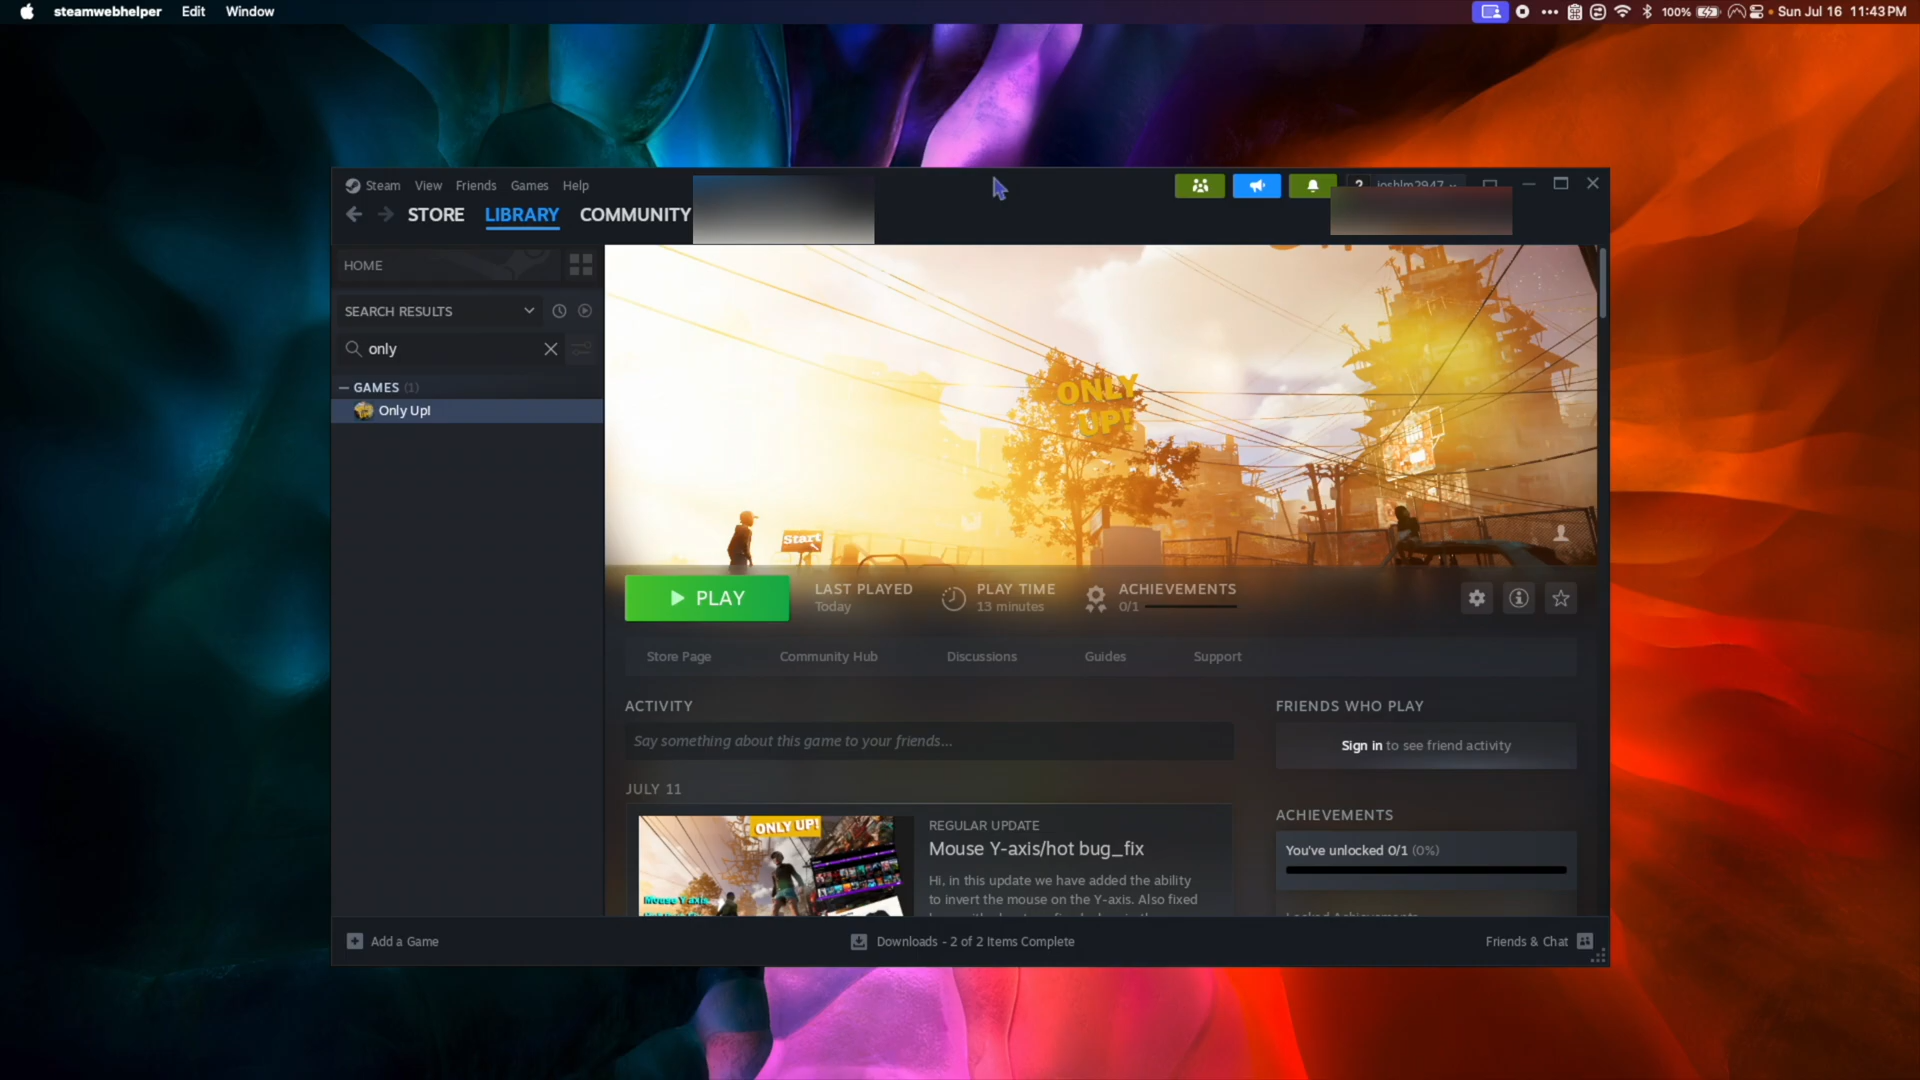 steamwebhelper Edit Window
100% Sun Jul 16 11:43 PM
Steam View Friends Games Help
? joshlm2947
STORE LIBRARY COMMUNITY
HOME
SEARCH RESULTS
only
GAMES (1)
Only Up!
ONLY
UP!
Start
PLAY
LAST PLAYED
Today
PLAY TIME
13 minutes
ACHIEVEMENTS
0/1
Store Page Community Hub Discussions Guides Support
ACTIVITY
Say something about this game to your friends...
JULY 11
ONLY UP!
Mouse Y-axis
REGULAR UPDATE
Mouse Y-axis/hot bug_fix
Hi, in this update we have added the ability
to invert the mouse on the Y-axis. Also fixed
FRIENDS WHO PLAY
Sign in to see friend activity
ACHIEVEMENTS
You've unlocked 0/1 (0%)
Locked Achievements
Add a Game
Downloads - 2 of 2 Items Complete
Friends & Chat